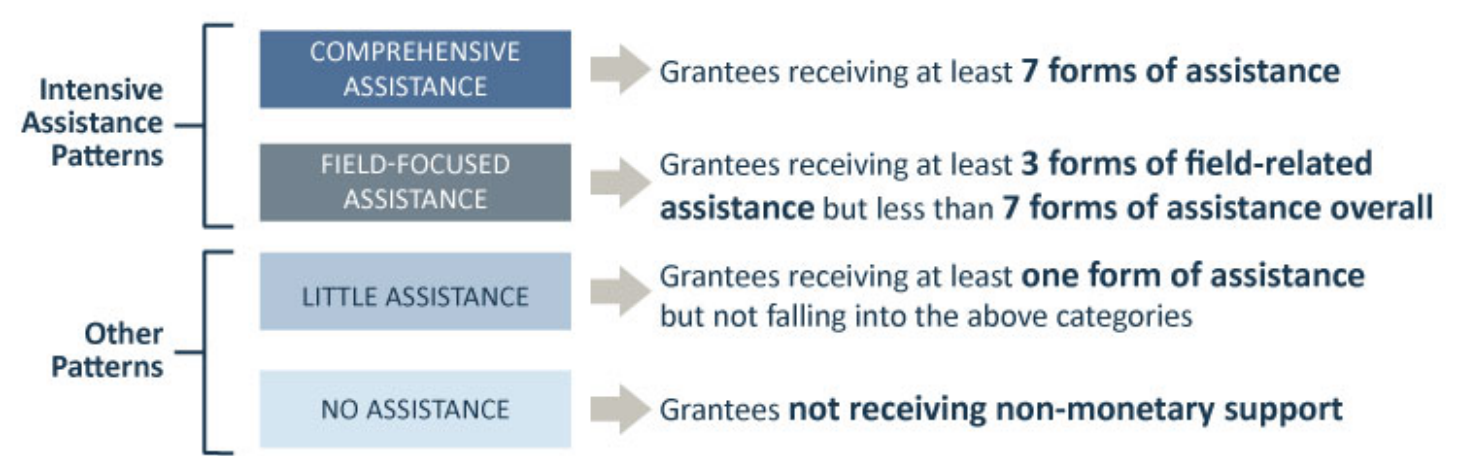 Intensive
Assistance
Patterns
COMPREHENSIVE
ASSISTANCE
Grantees receiving at least 7 forms of assistance
FIELD-FOCUSED
ASSISTANCE
Grantees receiving at least 3 forms of field-related
assistance but less than 7 forms of assistance overall
Other
Patterns
LITTLE ASSISTANCE
Grantees receiving at least one form of assistance
but not falling into the above categories
NO ASSISTANCE
Grantees not receiving non-monetary support